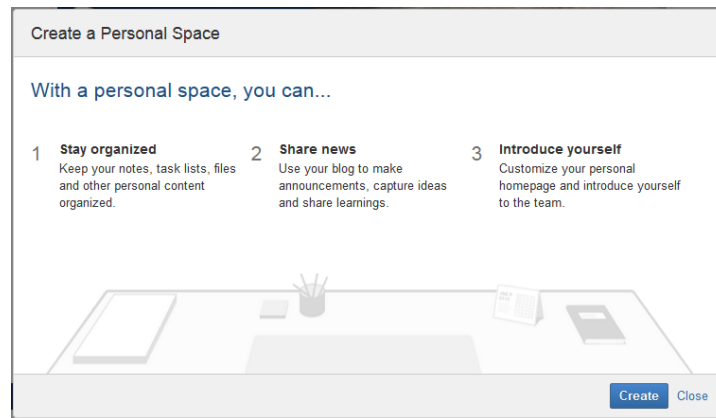 Create a Personal Space
With a personal space, you can...
1
Stay organized
Keep your notes, task lists, files
and other personal content
organized.
2
Share news
Use your blog to make
announcements, capture ideas
and share learnings.
3
Introduce yourself
Customize your personal
homepage and introduce yourself
to the team.
Create
Close